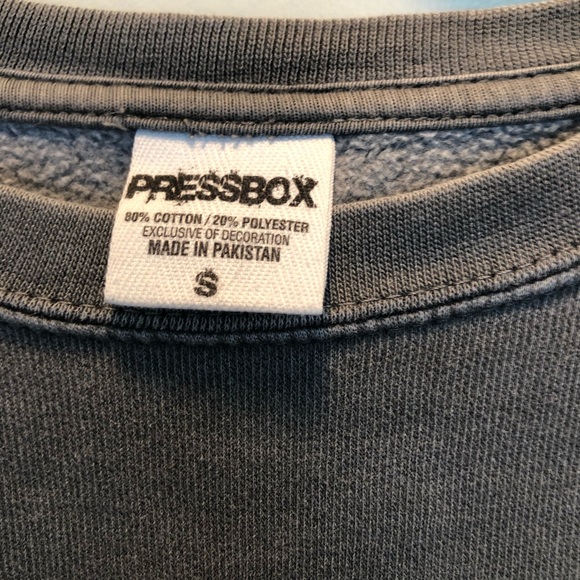 PRESSBOX
80% COTTON / 20% POLYESTER
EXCLUSIVE OF DECORATION
MADE IN PAKISTAN
S